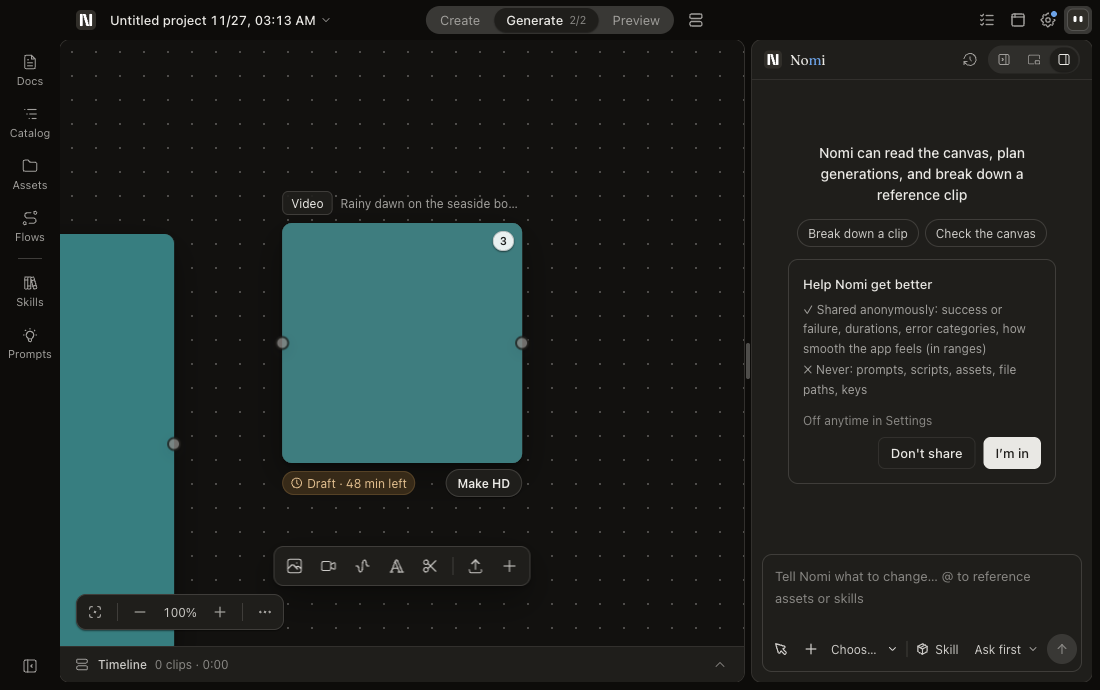 N Untitled project 11/27, 03:13 AM
Create Generate 2/2 Preview
Docs
Catalog
Assets
Flows
Skills
Prompts
Video Rainy dawn on the seaside bo...
3
Draft · 48 min left
Make HD
100%
Timeline 0 clips · 0:00
N Nomi
Nomi can read the canvas, plan
generations, and break down a
reference clip
Break down a clip
Check the canvas
Help Nomi get better
✓ Shared anonymously: success or
failure, durations, error categories, how
smooth the app feels (in ranges)
✕ Never: prompts, scripts, assets, file
paths, keys
Off anytime in Settings
Don't share
I'm in
Tell Nomi what to change... @ to reference
assets or skills
Choos... Skill Ask first